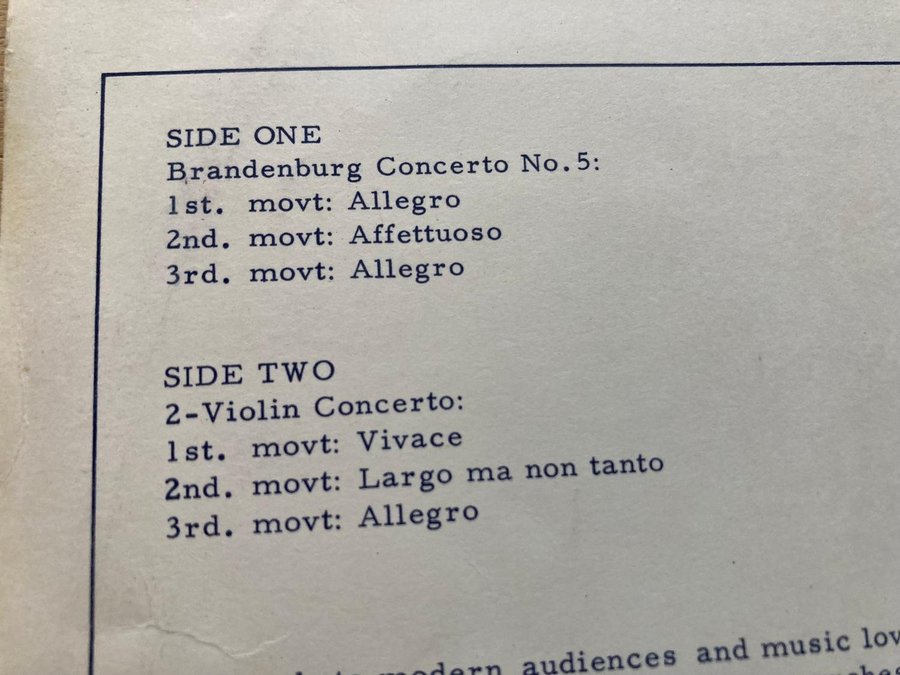 SIDE ONE
Brandenburg Concerto No.5:
1st. movt: Allegro
2nd. movt: Affettuoso
3rd. movt: Allegro
SIDE TWO
2-Violin Concerto:
1st. movt: Vivace
2nd. movt: Largo ma non tanto
3rd. movt: Allegro
modern audiences and music